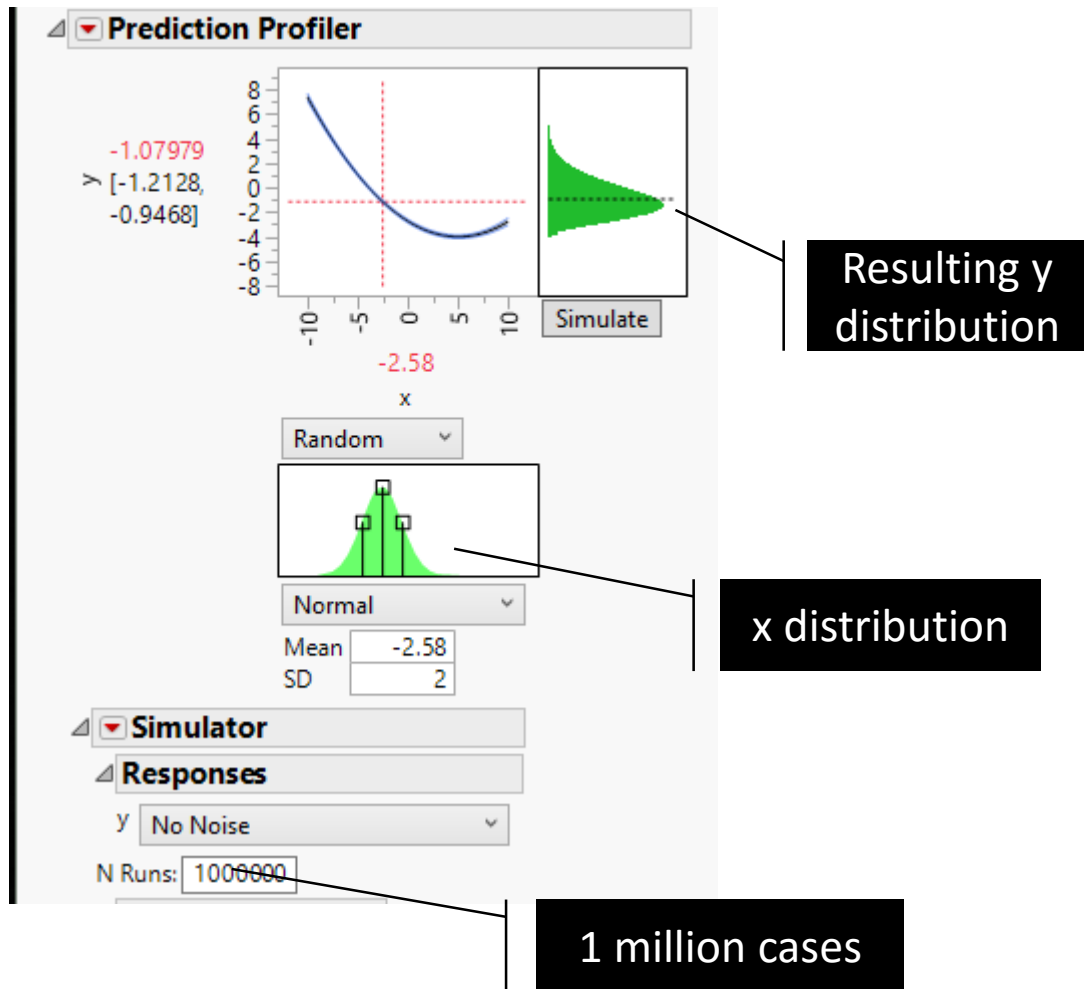 Prediction Profiler
8
6
4
2
0
-2
-4
-6
-8
y
-1.07979
[-1.2128,
-0.9468]
-10
-5
0
5
10
Simulate
-2.58
x
Resulting y
distribution
Random
Normal
Mean -2.58
SD 2
x distribution
Simulator
Responses
y No Noise
N Runs: 1000000
1 million cases